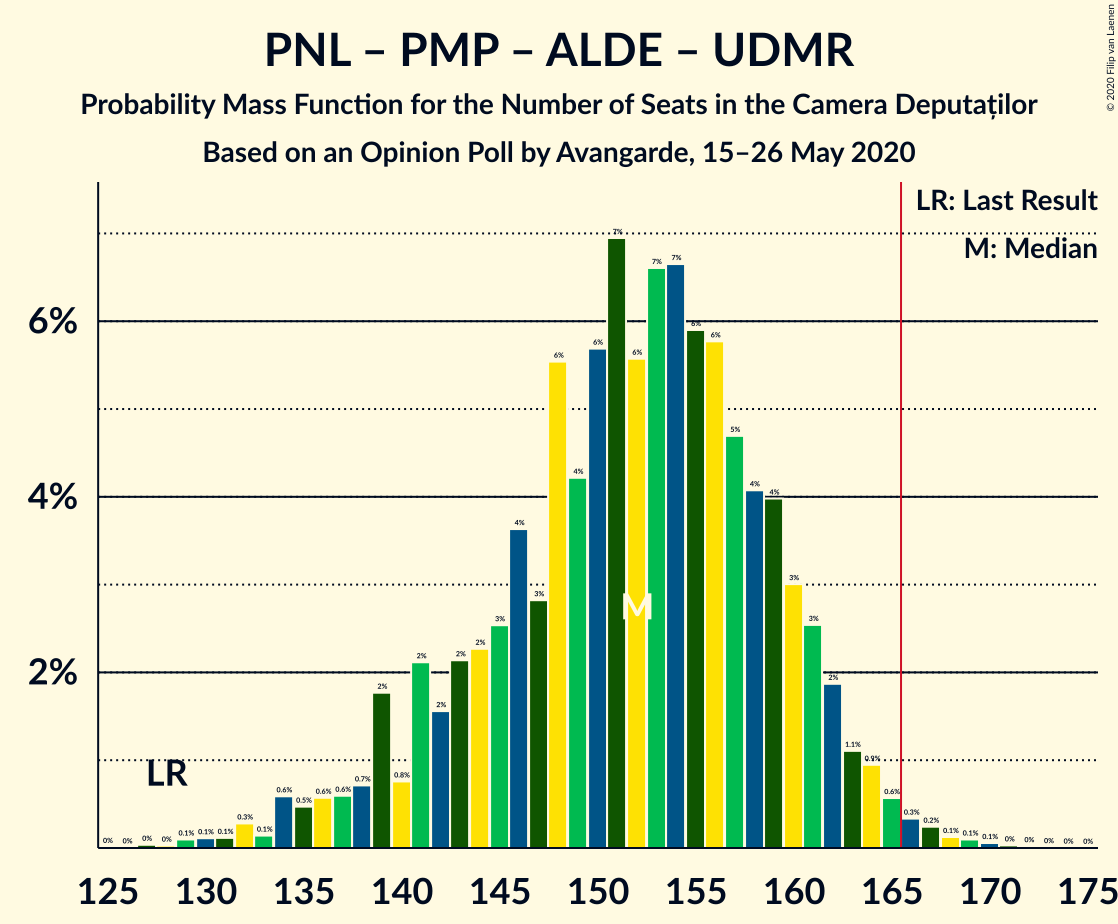 PNL – PMP – ALDE – UDMR
Probability Mass Function for the Number of Seats in the Camera Deputaților
Based on an Opinion Poll by Avangarde, 15–26 May 2020
© 2020 Filip van Laenen
LR: Last Result
M: Median
6%
4%
2%
LR
M
0% 0% 0% 0% 0.1% 0.1% 0.1% 0.3% 0.1% 0.6% 0.5% 0.6% 0.6% 0.7% 2% 0.8% 2% 2% 2% 2% 3% 4% 3% 6% 4% 6% 7% 6% 7% 7% 6% 6% 5% 4% 4% 3% 3% 2% 1.1% 0.9% 0.6% 0.3% 0.2% 0.1% 0.1% 0.1% 0% 0% 0% 0% 0%
125 130 135 140 145 150 155 160 165 170 175